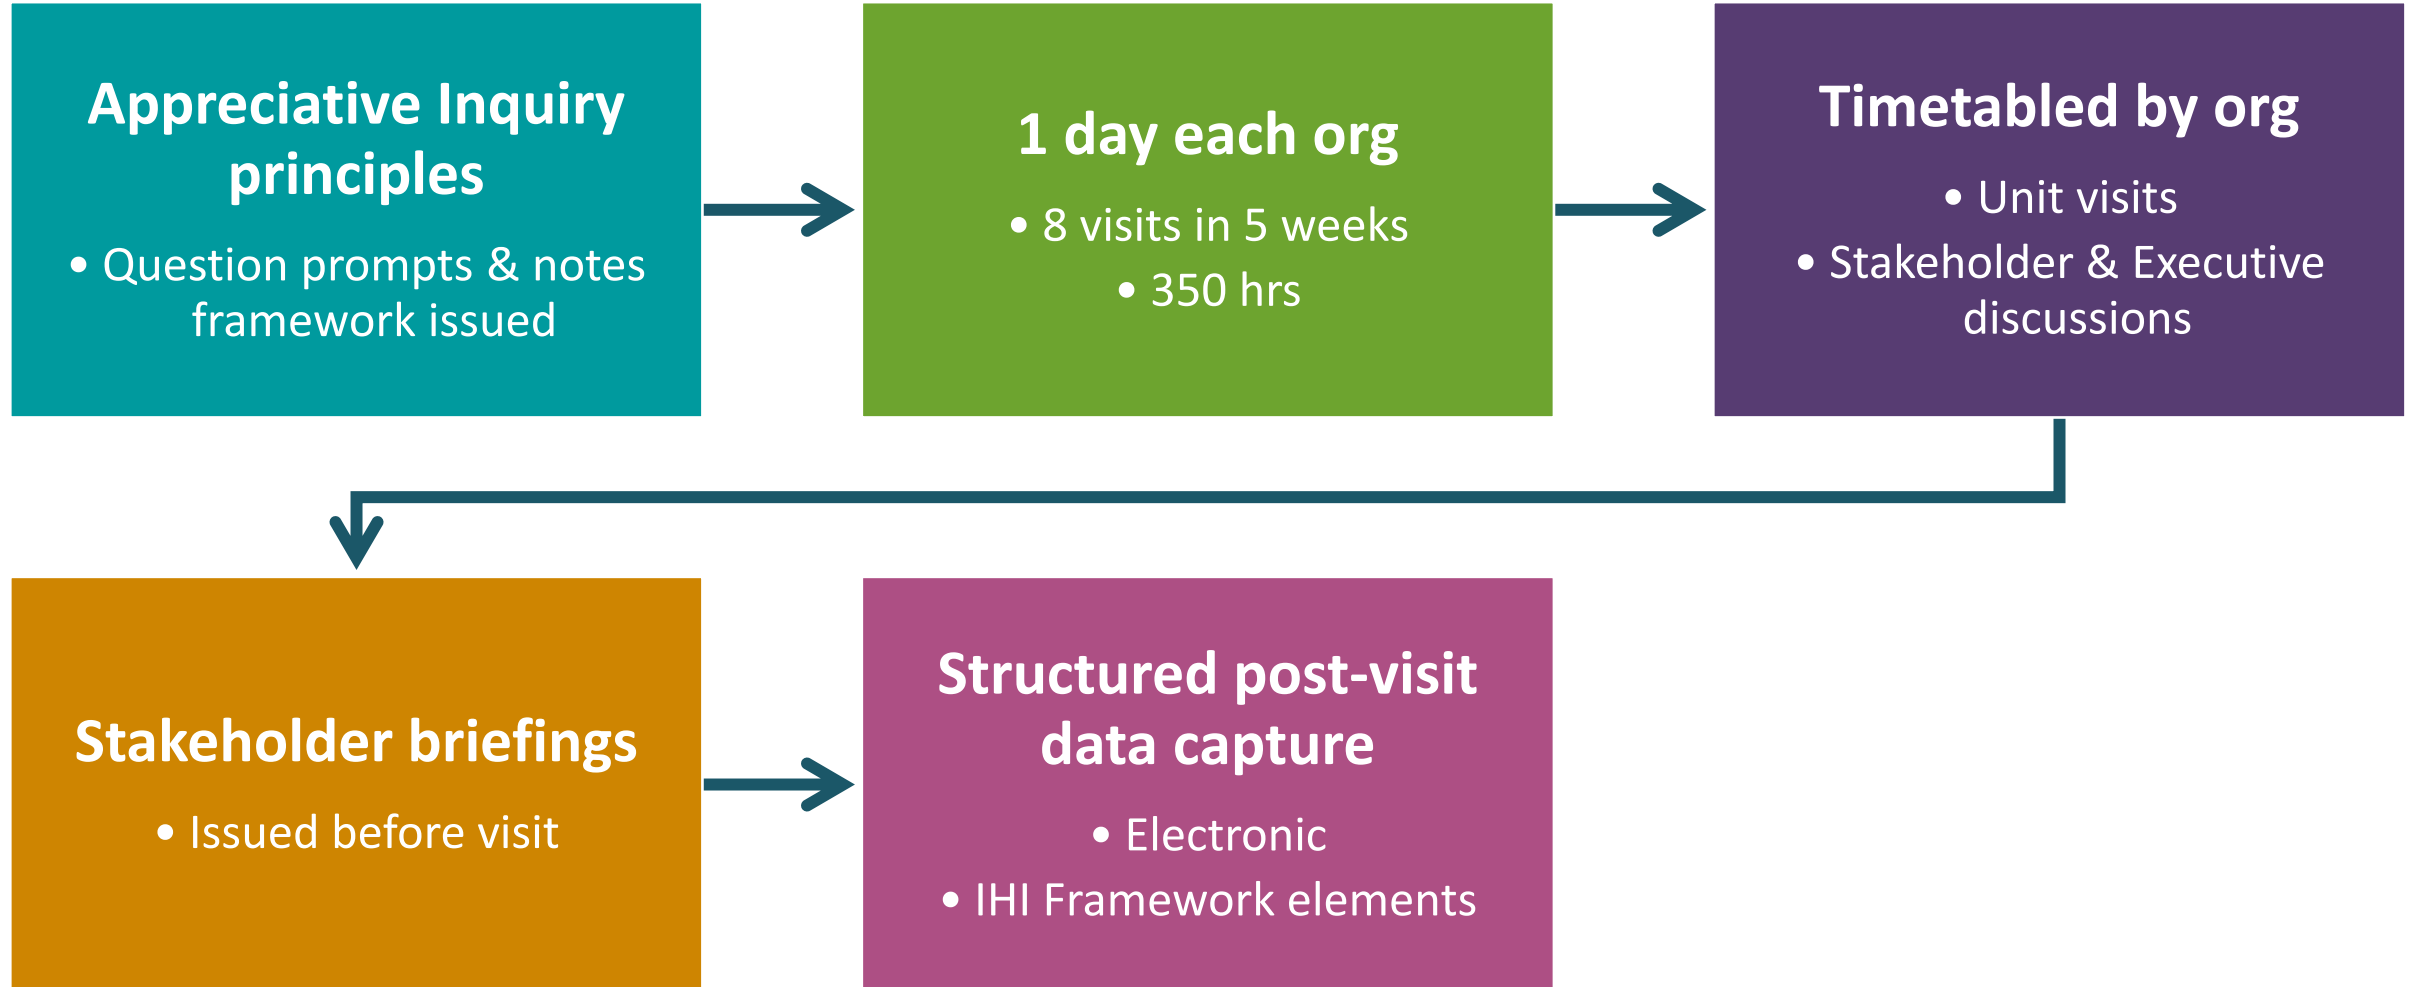 Appreciative Inquiry
principles
• Question prompts & notes
framework issued
1 day each org
• 8 visits in 5 weeks
• 350 hrs
Timetabled by org
• Unit visits
• Stakeholder & Executive
discussions
Stakeholder briefings
• Issued before visit
Structured post-visit
data capture
• Electronic
• IHI Framework elements